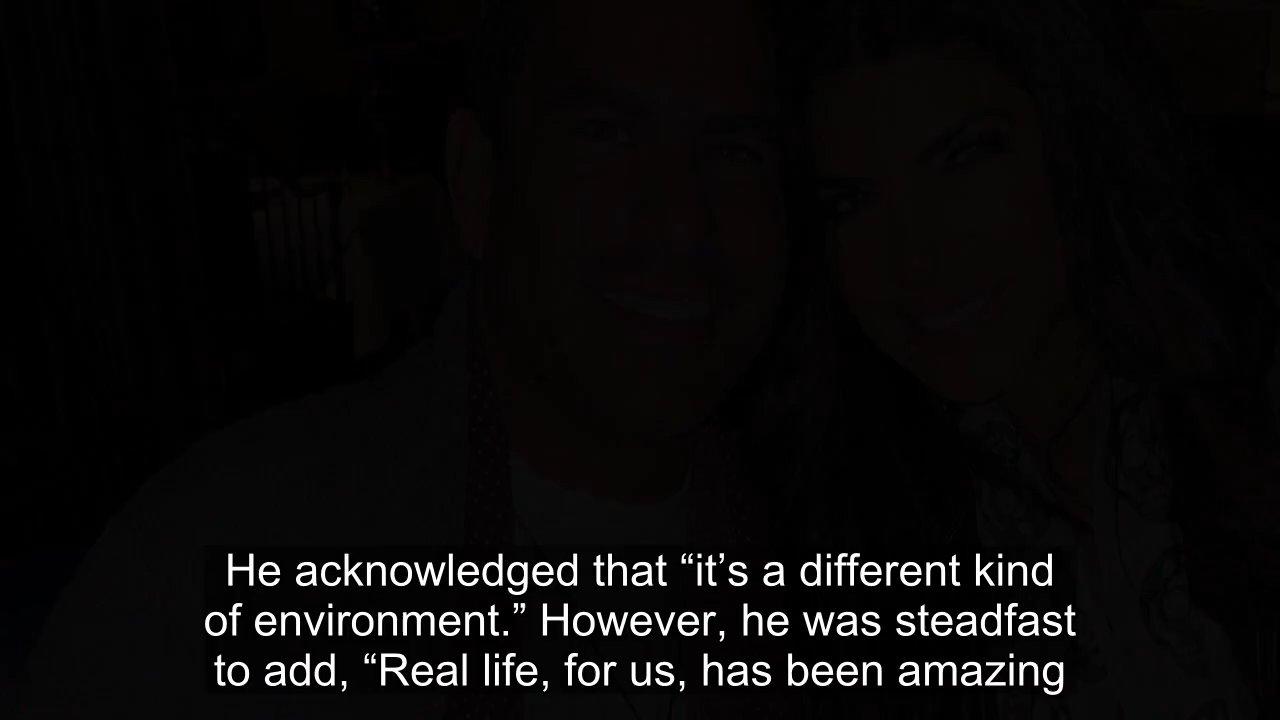 He acknowledged that “it’s a different kind
of environment.” However, he was steadfast
to add, “Real life, for us, has been amazing